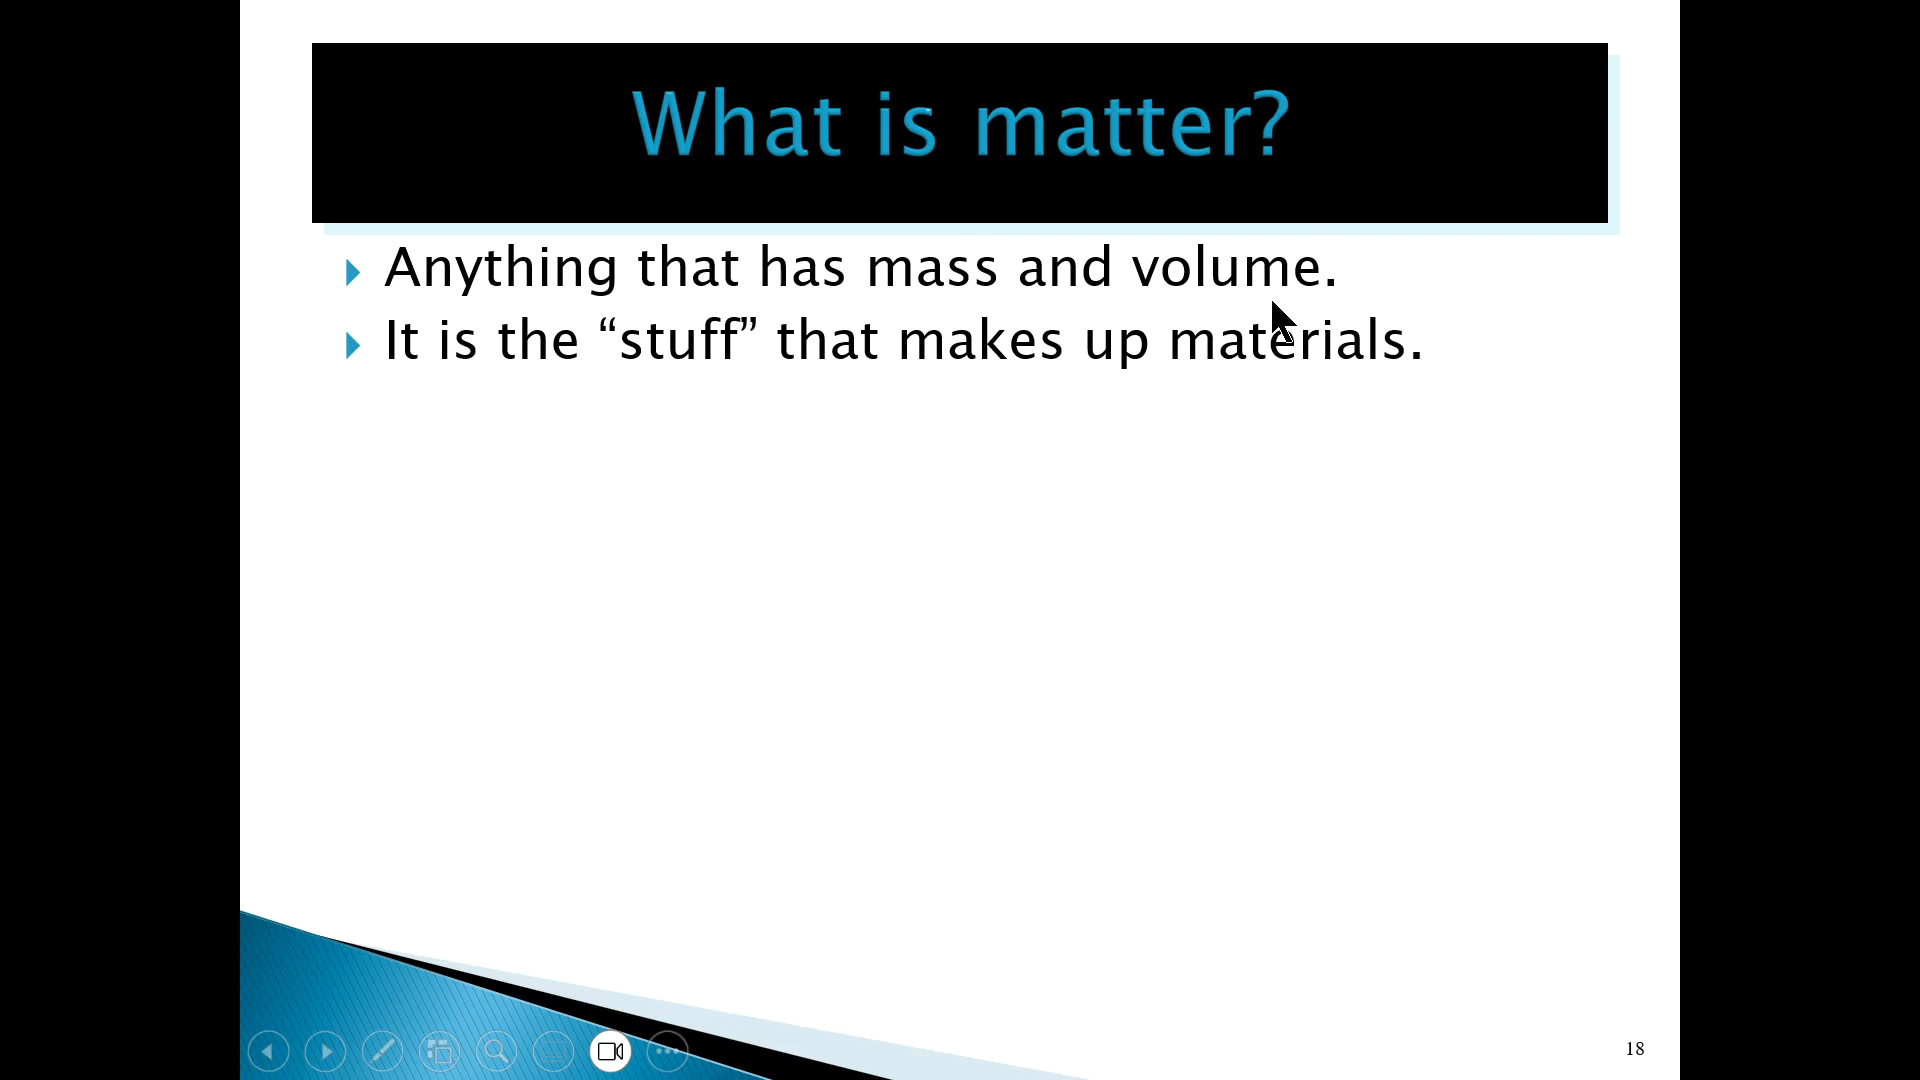 What is matter?
Anything that has mass and volume.
It is the “stuff” that makes up materials.
18